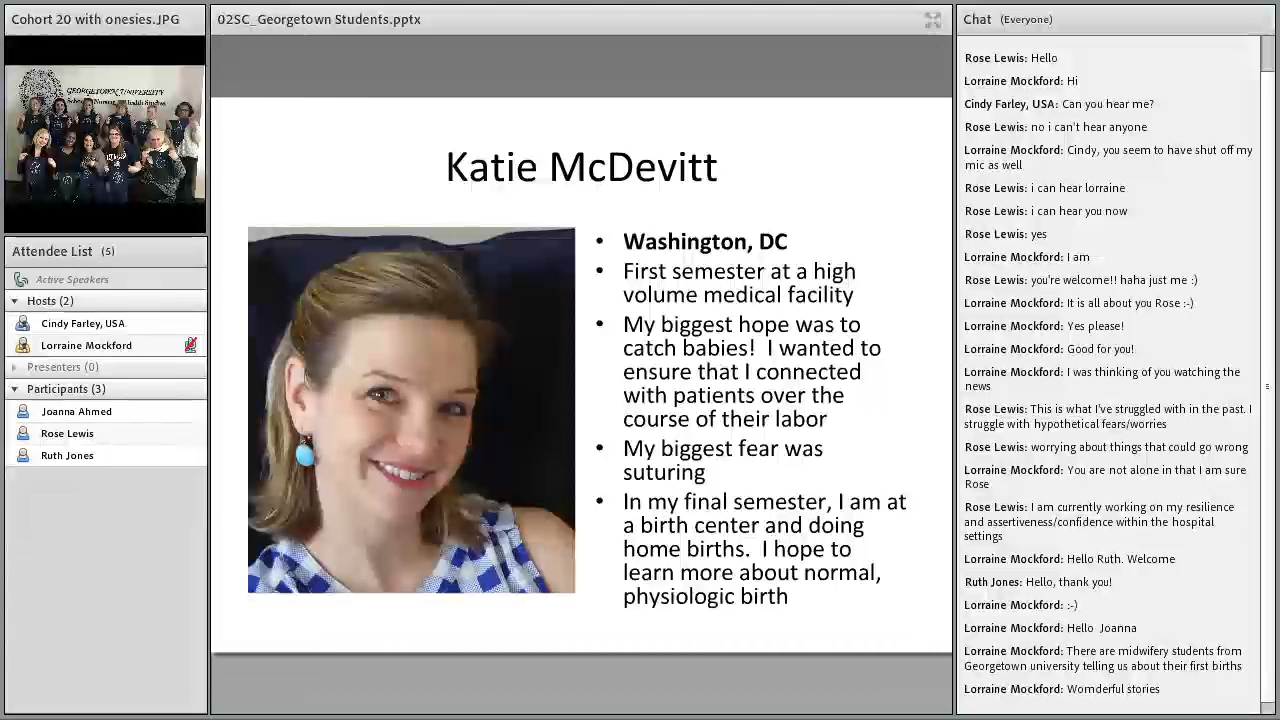 Cohort 20 with onesies.JPG
GEORGETOWN UNIVERSITY
Attendee List (5)
Active Speakers
Hosts (2)
Cindy Farley, USA
Lorraine Mockford
Presenters (0)
Participants (3)
Joanna Ahmed
Rose Lewis
Ruth Jones
02SC_Georgetown Students.pptx
Katie McDevitt
• Washington, DC
• First semester at a high
volume medical facility
• My biggest hope was to
catch babies! I wanted to
ensure that I connected
with patients over the
course of their labor
• My biggest fear was
suturing
• In my final semester, I am at
a birth center and doing
home births. I hope to
learn more about normal,
physiologic birth
Chat (Everyone)
Rose Lewis: Hello
Lorraine Mockford: Hi
Cindy Farley, USA: Can you hear me?
Rose Lewis: no i can't hear anyone
Lorraine Mockford: Cindy, you seem to have shut off my
mic as well
Rose Lewis: i can hear lorraine
Rose Lewis: i can hear you now
Rose Lewis: yes
Lorraine Mockford: I am
Rose Lewis: you're welcome!! haha just me :)
Lorraine Mockford: It is all about you Rose :-)
Lorraine Mockford: Yes please!
Lorraine Mockford: Good for you!
Lorraine Mockford: I was thinking of you watching the
news
Rose Lewis: This is what I've struggled with in the past. I
struggle with hypothetical fears/worries
Rose Lewis: worrying about things that could go wrong
Lorraine Mockford: You are not alone in that I am sure
Rose
Rose Lewis: I am currently working on my resilience
and assertiveness/confidence within the hospital
settings
Lorraine Mockford: Hello Ruth. Welcome
Ruth Jones: Hello, thank you!
Lorraine Mockford: :-)
Lorraine Mockford: Hello Joanna
Lorraine Mockford: There are midwifery students from
Georgetown university telling us about their first births
Lorraine Mockford: Womderful stories